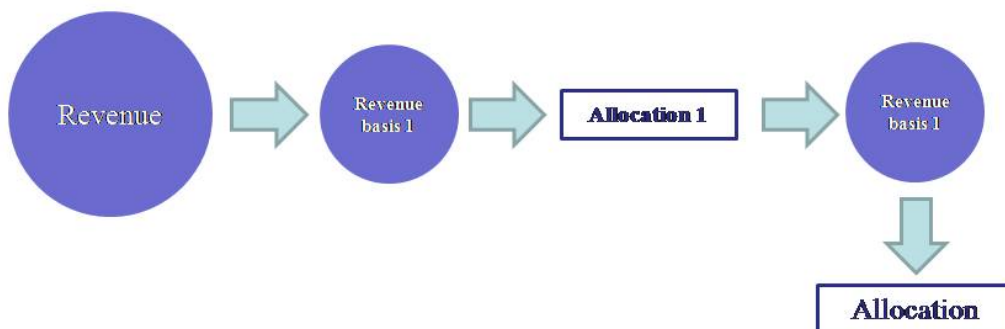 Revenue
Revenue
basis 1
Allocation 1
Revenue
basis 1
Allocation